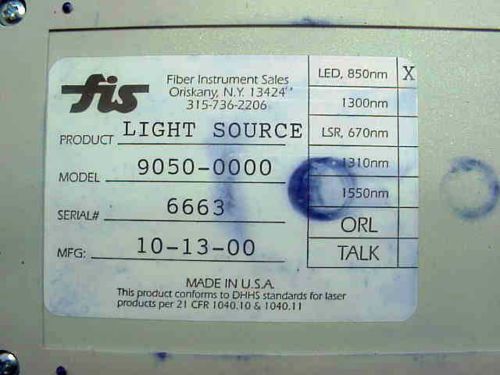 fis
Fiber Instrument Sales
Oriskany, N.Y. 13424
315-736-2206
PRODUCT LIGHT SOURCE
MODEL 9050-0000
SERIAL# 6663
MFG: 10-13-00
LED, 850nm X
1300nm
LSR, 670nm
1310nm
1550nm
ORL
TALK
MADE IN U.S.A.
This product conforms to DHHS standards for laser
products per 21 CFR 1040.10 & 1040.11